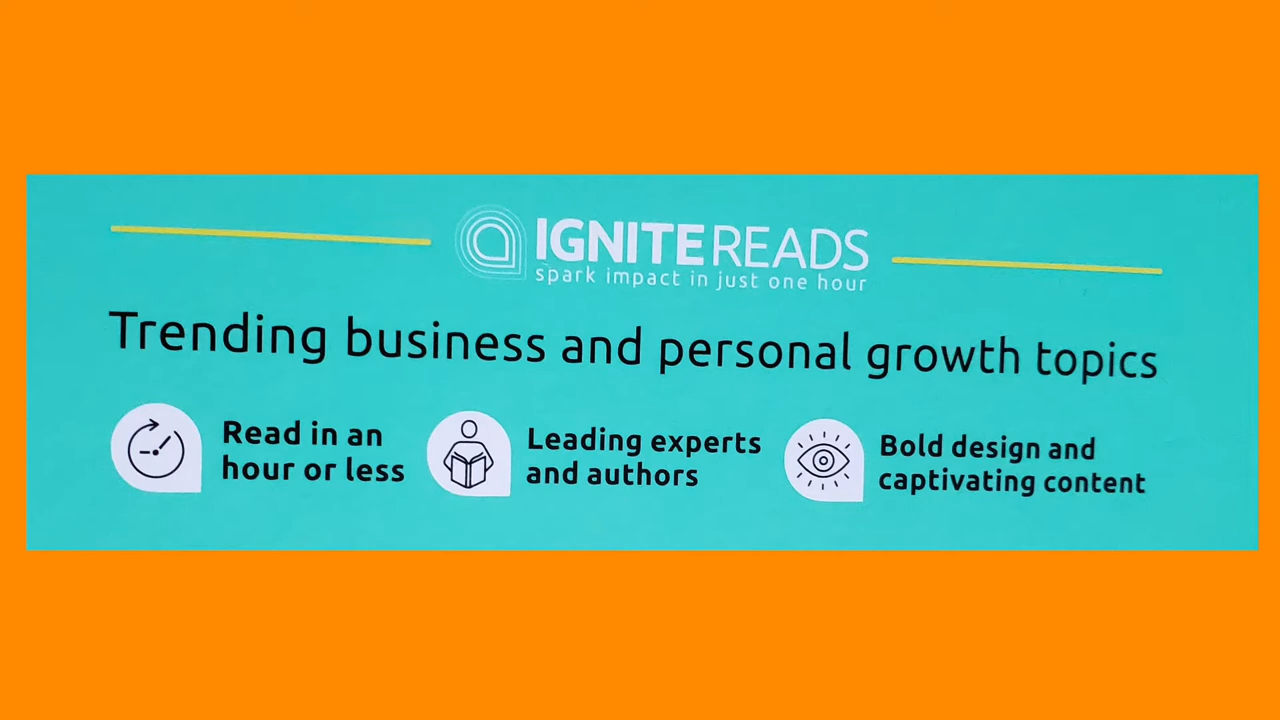 IGNITEREADS
spark impact in just one hour
Trending business and personal growth topics
Read in an
hour or less
Leading experts
and authors
Bold design and
captivating content